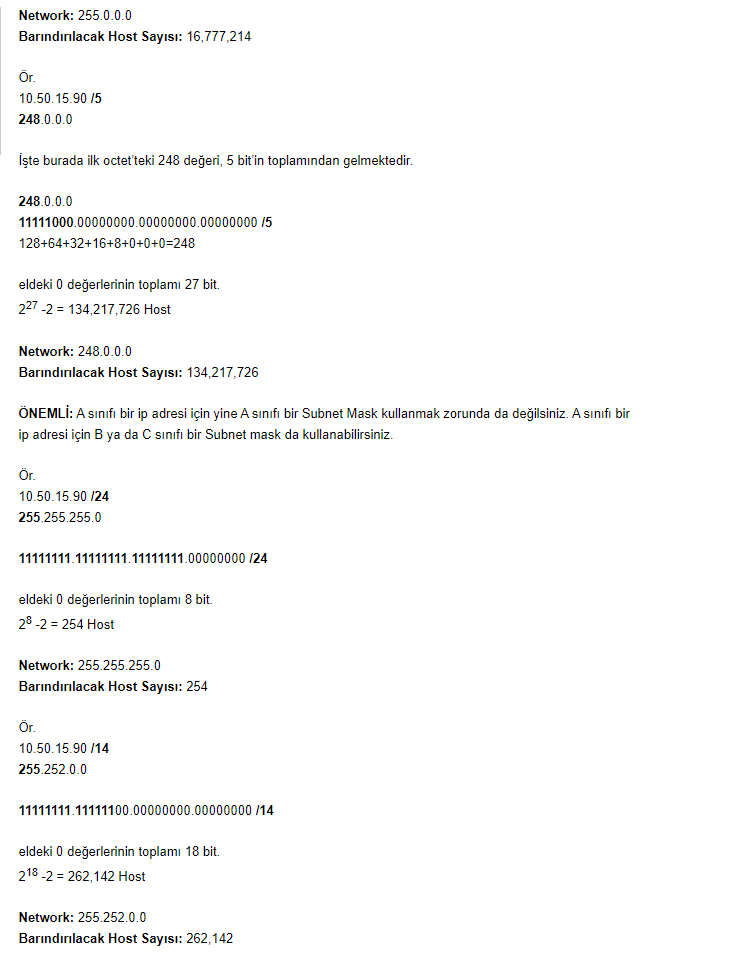 Network: 255.0.0.0
Barındırılacak Host Sayısı: 16,777,214
Ör.
10.50.15.90 /5
248.0.0.0
İşte burada ilk octet'teki 248 değeri, 5 bit'in toplamından gelmektedir.
248.0.0.0
11111000.00000000.00000000.00000000 /5
128+64+32+16+8+0+0+0=248
eldeki 0 değerlerinin toplamı 27 bit.
2^27 -2 = 134,217,726 Host
Network: 248.0.0.0
Barındırılacak Host Sayısı: 134,217,726
ÖNEMLİ: A sınıfı bir ip adresi için yine A sınıfı bir Subnet Mask kullanmak zorunda da değilsiniz. A sınıfı bir
ip adresi için B ya da C sınıfı bir Subnet mask da kullanabilirsiniz.
Ör.
10.50.15.90 /24
255.255.255.0
11111111.11111111.11111111.00000000 /24
eldeki 0 değerlerinin toplamı 8 bit.
2^8 -2 = 254 Host
Network: 255.255.255.0
Barındırılacak Host Sayısı: 254
Ör.
10.50.15.90 /14
255.252.0.0
11111111.11111100.00000000.00000000 /14
eldeki 0 değerlerinin toplamı 18 bit.
2^18 -2 = 262,142 Host
Network: 255.252.0.0
Barındırılacak Host Sayısı: 262,142